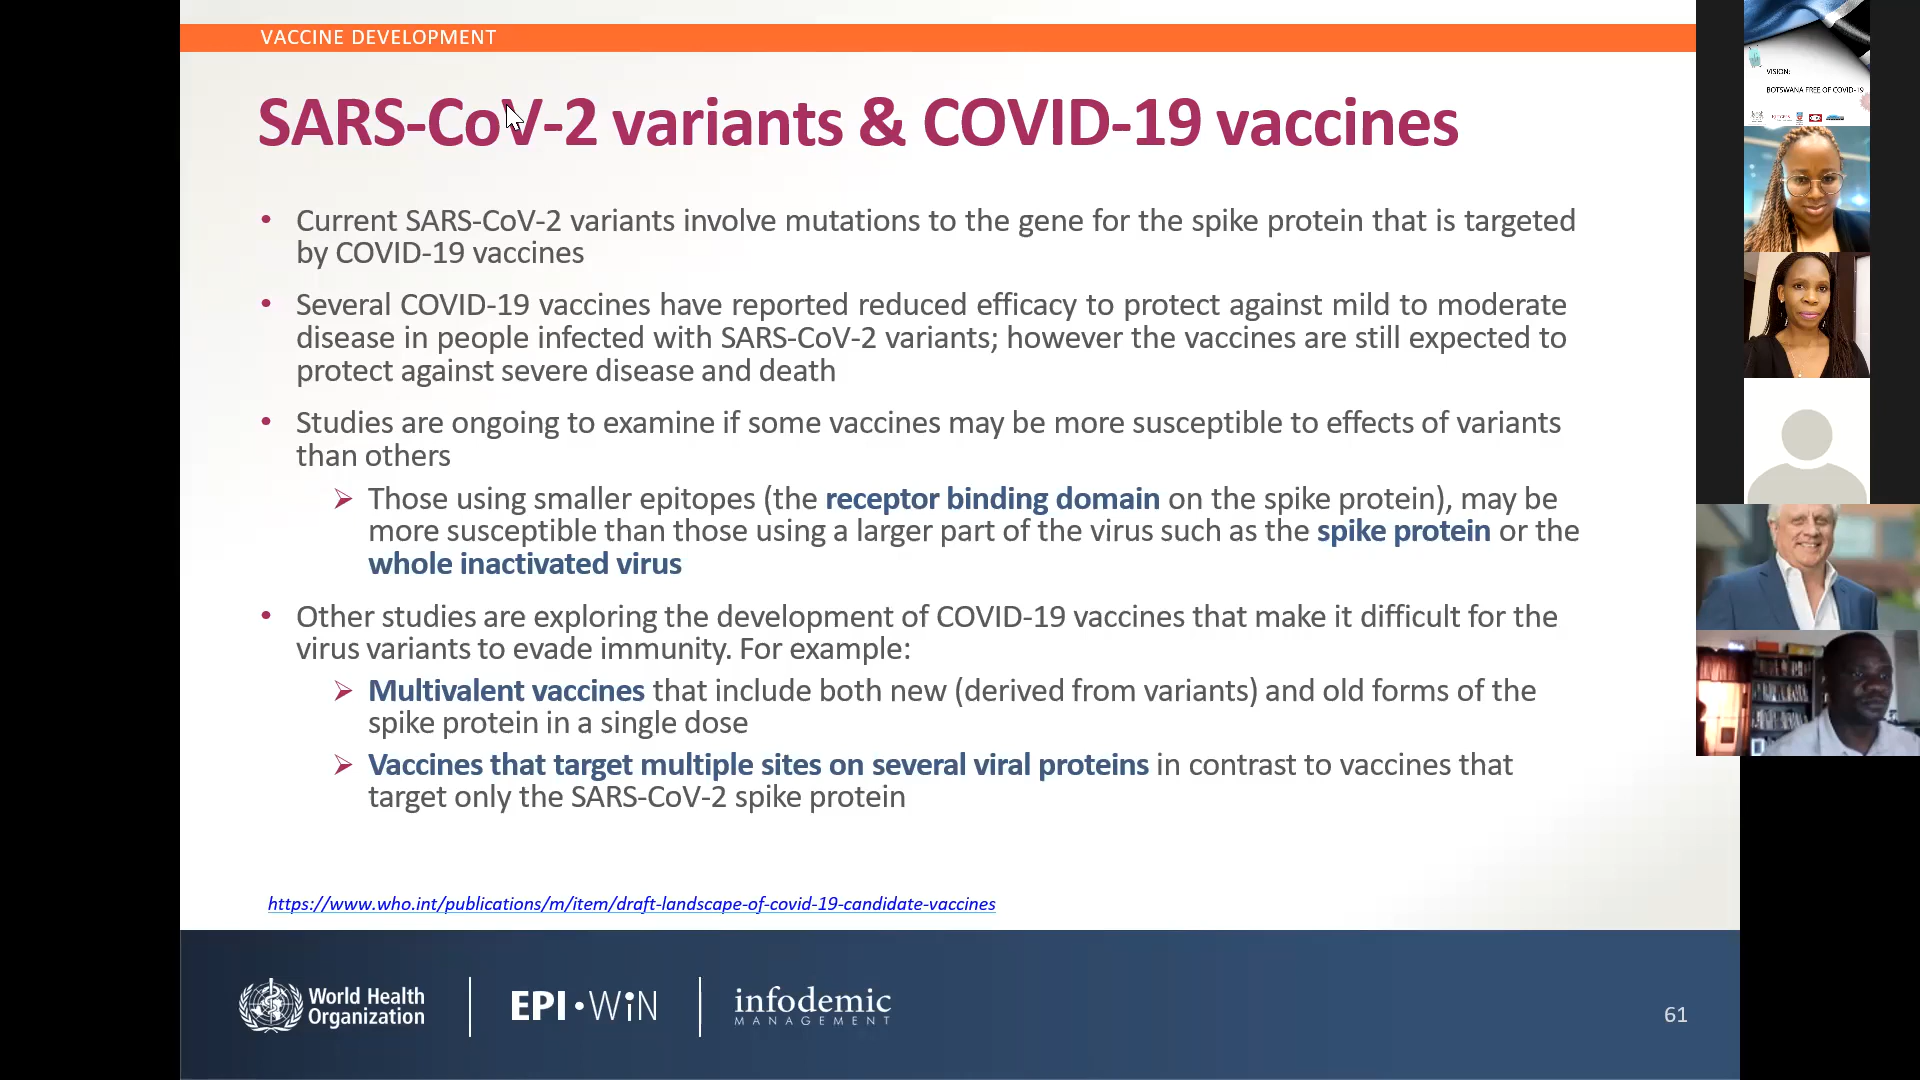 VACCINE DEVELOPMENT
SARS-CoV-2 variants & COVID-19 vaccines
• Current SARS-CoV-2 variants involve mutations to the gene for the spike protein that is targeted
by COVID-19 vaccines
• Several COVID-19 vaccines have reported reduced efficacy to protect against mild to moderate
disease in people infected with SARS-CoV-2 variants; however the vaccines are still expected to
protect against severe disease and death
• Studies are ongoing to examine if some vaccines may be more susceptible to effects of variants
than others
➢ Those using smaller epitopes (the receptor binding domain on the spike protein), may be
more susceptible than those using a larger part of the virus such as the spike protein or the
whole inactivated virus
• Other studies are exploring the development of COVID-19 vaccines that make it difficult for the
virus variants to evade immunity. For example:
➢ Multivalent vaccines that include both new (derived from variants) and old forms of the
spike protein in a single dose
➢ Vaccines that target multiple sites on several viral proteins in contrast to vaccines that
target only the SARS-CoV-2 spike protein
https://www.who.int/publications/m/item/draft-landscape-of-covid-19-candidate-vaccines
World Health
Organization
EPI•WiN
infodemic
MANAGEMENT
61
VISION:
BOTSWANA FREE OF COVID-19